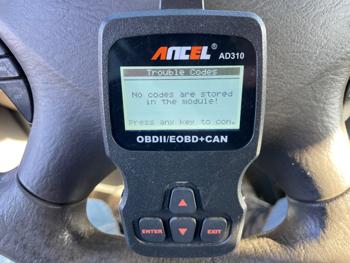 ANCEL® AD310
Trouble Codes
No codes are stored
in the module!
Press any key to con.
OBDII/EOBD+CAN
ENTER
EXIT